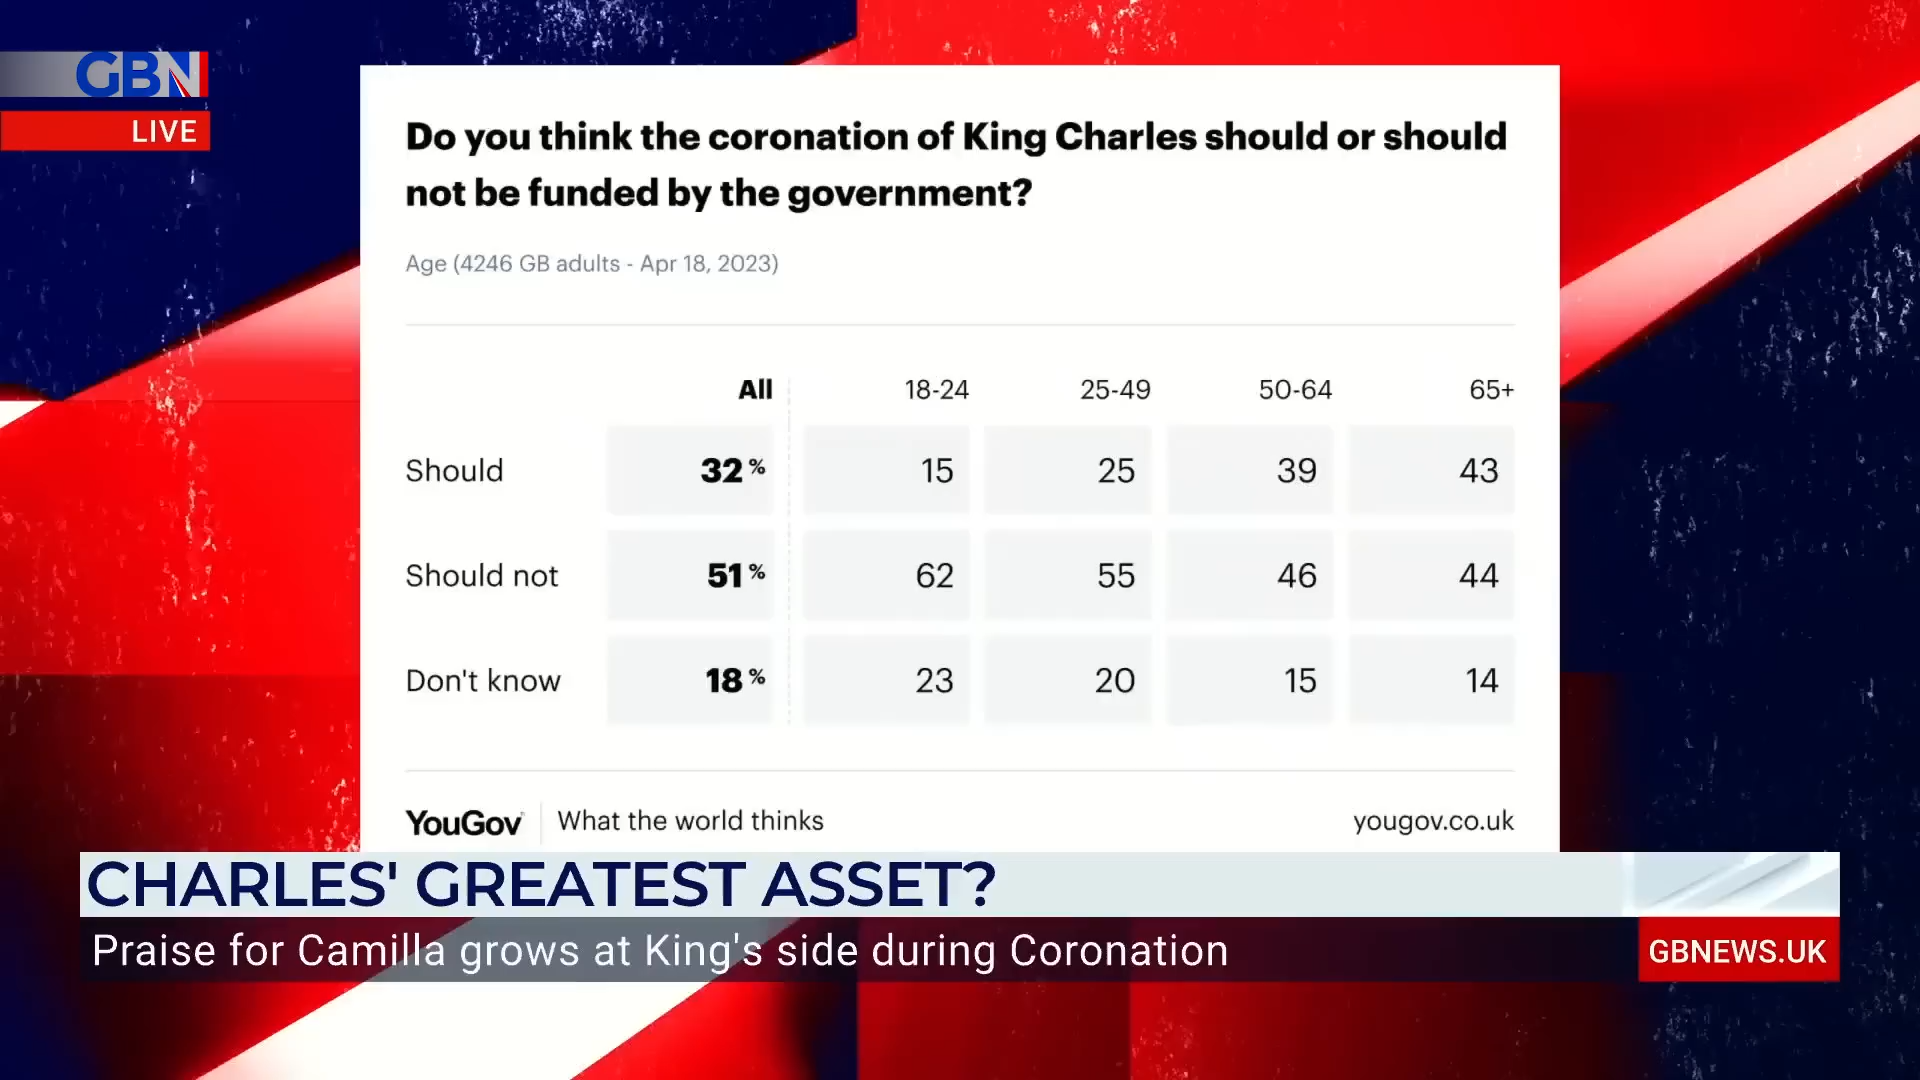 GBN
LIVE
Do you think the coronation of King Charles should or should
not be funded by the government?
Age (4246 GB adults - Apr 18, 2023)
All 18-24 25-49 50-64 65+
Should 32% 15 25 39 43
Should not 51% 62 55 46 44
Don't know 18% 23 20 15 14
YouGov What the world thinks yougov.co.uk
CHARLES' GREATEST ASSET?
Praise for Camilla grows at King's side during Coronation
GBNEWS.UK